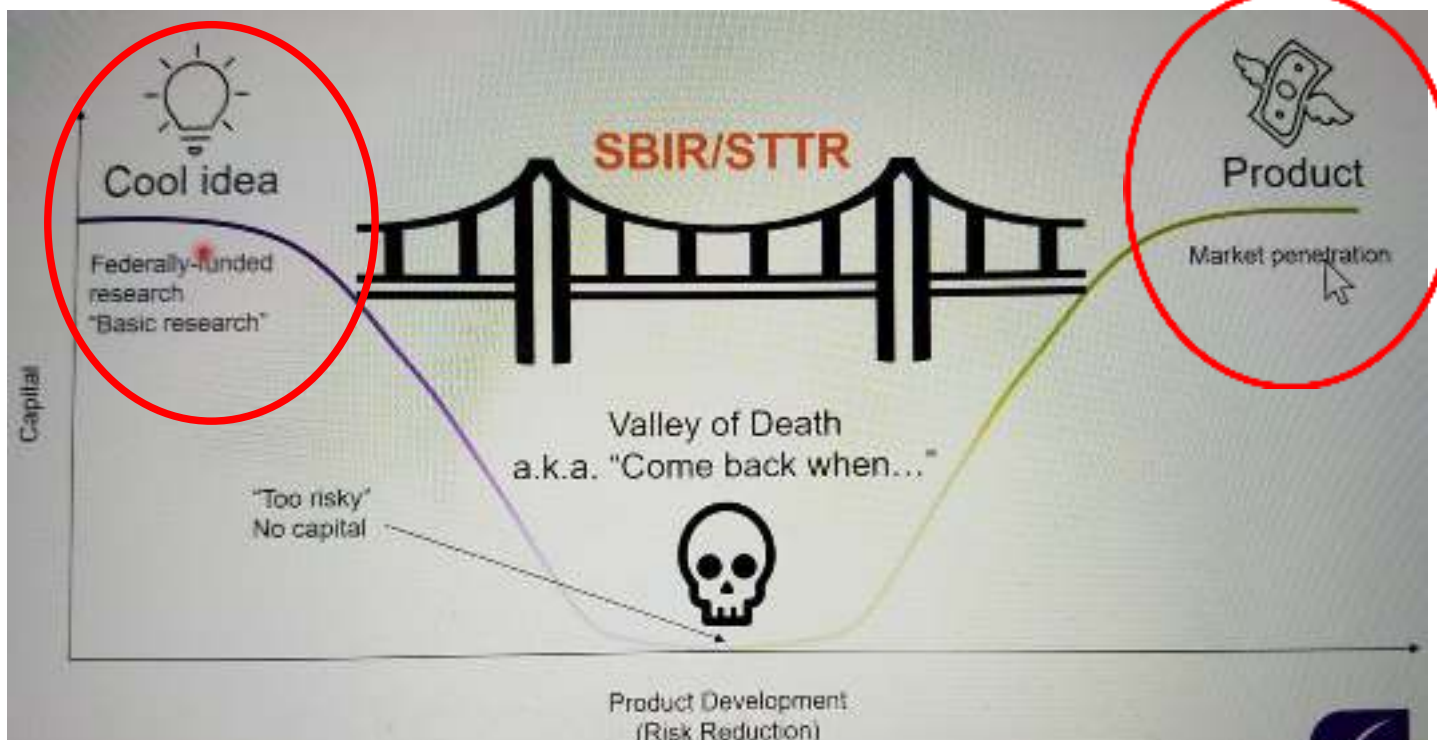 SBIR/STTR
Cool idea
Product
Federally-funded
research
"Basic research"
Market penetration
Capital
Valley of Death
a.k.a. "Come back when..."
"Too risky"
No capital
Product Development
(Risk Reduction)